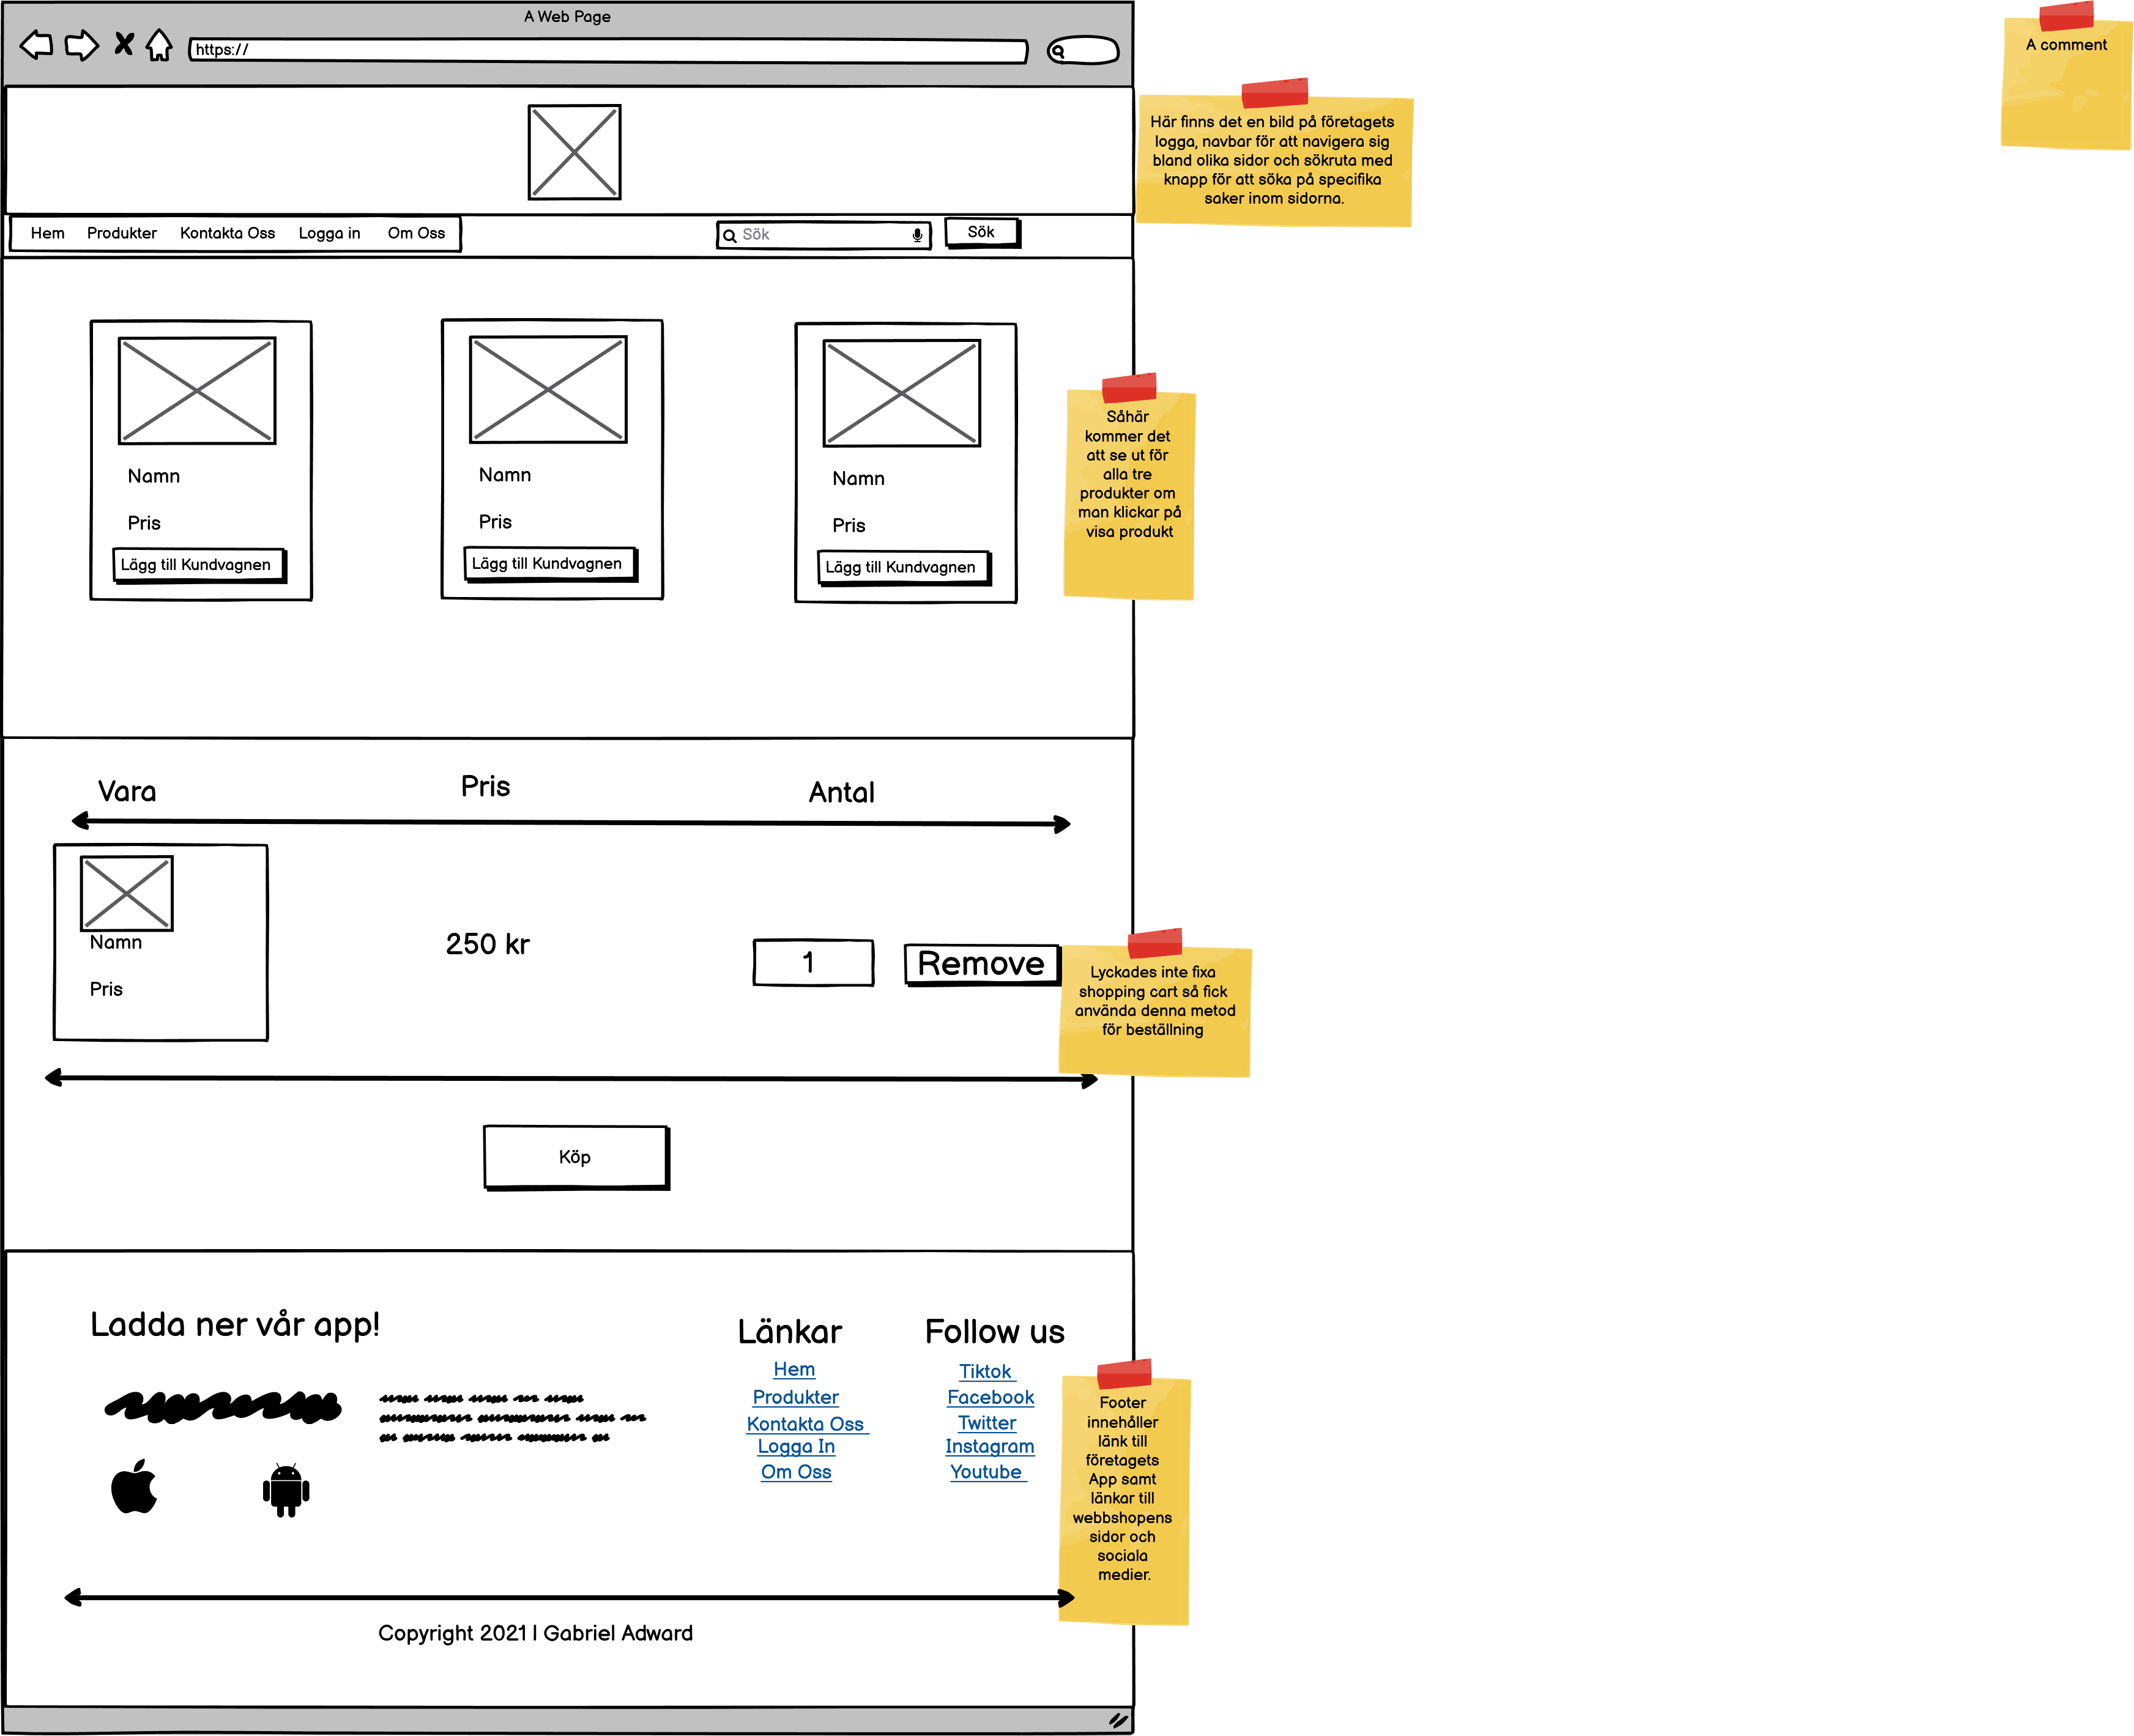 A Web Page
https://
A comment
Här finns det en bild på företagets
logga, navbar för att navigera sig
bland olika sidor och sökruta med
knapp för att söka på specifika
saker inom sidorna.
Hem Produkter Kontakta Oss Logga in Om Oss
Sök
Sök
Namn
Pris
Lägg till Kundvagnen
Namn
Pris
Lägg till Kundvagnen
Namn
Pris
Lägg till Kundvagnen
Såhär
kommer det
att se ut för
alla tre
produkter om
man klickar på
visa produkt
Vara Pris Antal
Namn
Pris
250 kr
1
Remove
Lyckades inte fixa
shopping cart så fick
använda denna metod
för beställning
Köp
Ladda ner vår app!
Länkar
Hem
Produkter
Kontakta Oss
Logga In
Om Oss
Follow us
Tiktok
Facebook
Twitter
Instagram
Youtube
Footer
innehåller
länk till
företagets
App samt
länkar till
webbshopens
sidor och
sociala
medier.
Copyright 2021 | Gabriel Adward